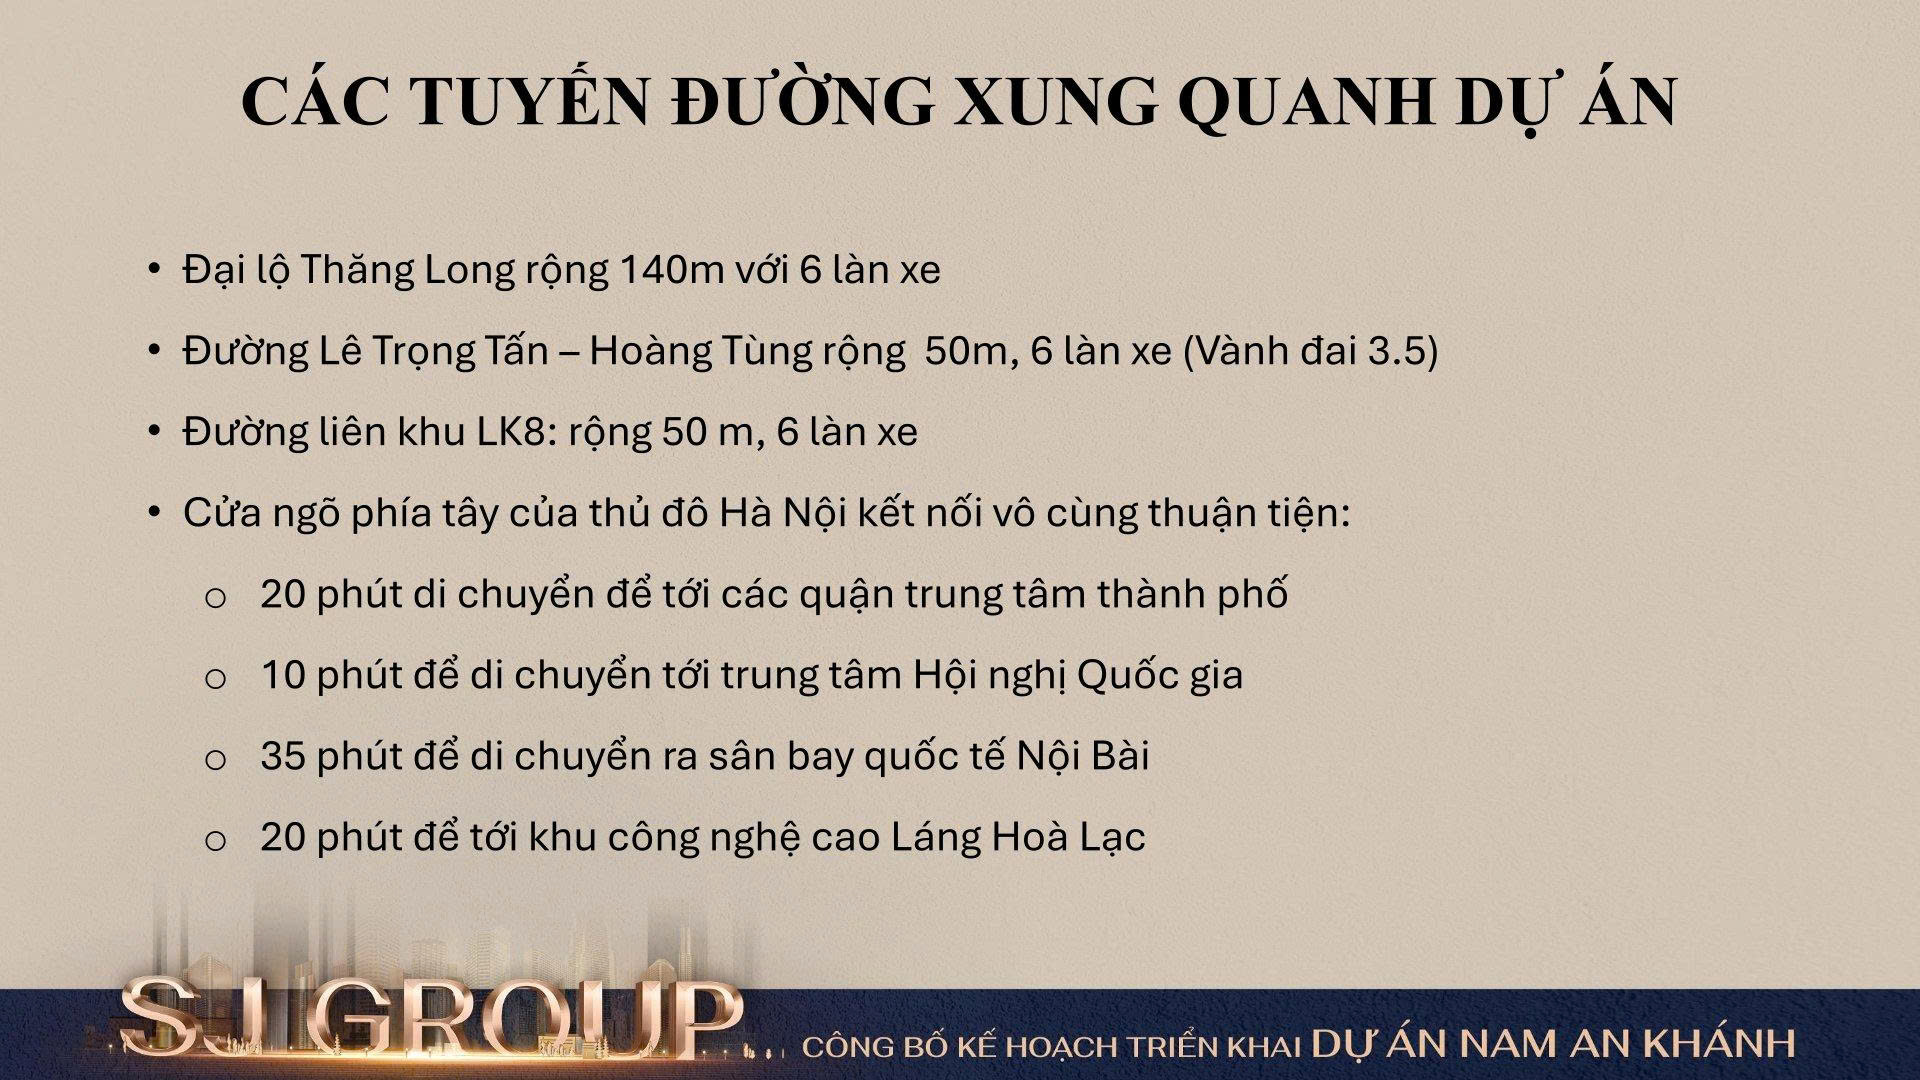 CÁC TUYẾN ĐƯỜNG XUNG QUANH DỰ ÁN
• Đại lộ Thăng Long rộng 140m với 6 làn xe
• Đường Lê Trọng Tấn – Hoàng Tùng rộng  50m, 6 làn xe (Vành đai 3.5)
• Đường liên khu LK8: rộng 50 m, 6 làn xe
• Cửa ngõ phía tây của thủ đô Hà Nội kết nối vô cùng thuận tiện:
o 20 phút di chuyển để tới các quận trung tâm thành phố
o 10 phút để di chuyển tới trung tâm Hội nghị Quốc gia
o 35 phút để di chuyển ra sân bay quốc tế Nội Bài
o 20 phút để tới khu công nghệ cao Láng Hoà Lạc
SJ GROUP
CÔNG BỐ KẾ HOẠCH TRIỂN KHAI DỰ ÁN NAM AN KHÁNH